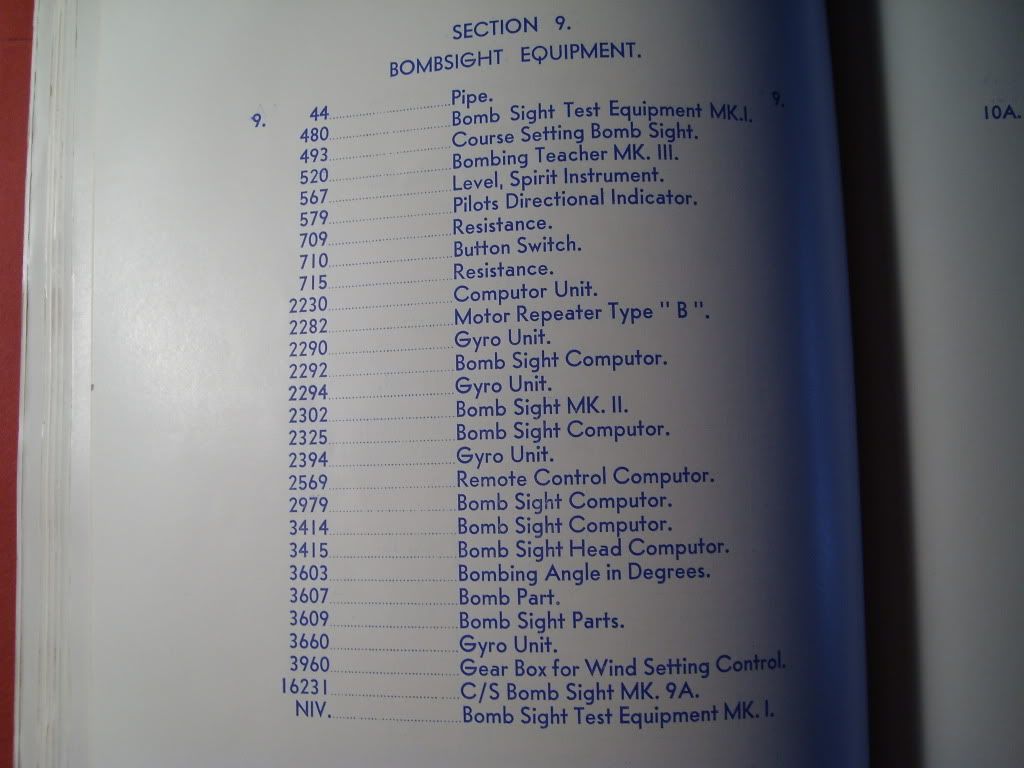 SECTION 9.
BOMBSIGHT EQUIPMENT.
9. 44 Pipe. 9.
480 Bomb Sight Test Equipment MK.I.
493 Course Setting Bomb Sight.
520 Bombing Teacher MK. III.
567 Level, Spirit Instrument.
579 Pilots Directional Indicator.
709 Resistance.
710 Button Switch.
715 Resistance.
2230 Computor Unit.
2282 Motor Repeater Type " B ".
2290 Gyro Unit.
2292 Bomb Sight Computor.
2294 Gyro Unit.
2302 Bomb Sight MK. II.
2325 Bomb Sight Computor.
2394 Gyro Unit.
2569 Remote Control Computor.
2979 Bomb Sight Computor.
3414 Bomb Sight Computor.
3415 Bomb Sight Head Computor.
3603 Bombing Angle in Degrees.
3607 Bomb Part.
3609 Bomb Sight Parts.
3660 Gyro Unit.
3960 Gear Box for Wind Setting Control.
16231 C/S Bomb Sight MK. 9A.
NIV. Bomb Sight Test Equipment MK. I.
10A.